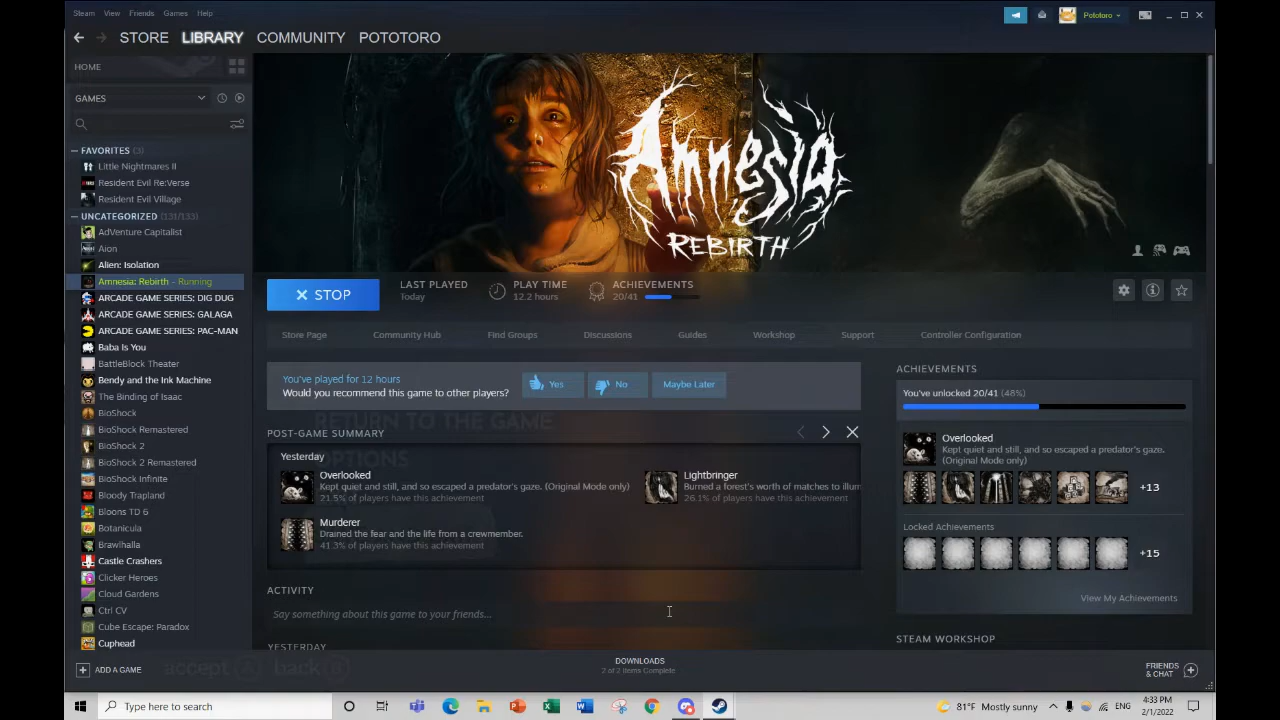 Steam View Friends Games Help
Pototoro
STORE LIBRARY COMMUNITY POTOTORO
HOME
GAMES
FAVORITES (3)
Little Nightmares II
Resident Evil Re:Verse
Resident Evil Village
UNCATEGORIZED (131/133)
AdVenture Capitalist
Aion
Alien: Isolation
Amnesia: Rebirth - Running
ARCADE GAME SERIES: DIG DUG
ARCADE GAME SERIES: GALAGA
ARCADE GAME SERIES: PAC-MAN
Baba Is You
BattleBlock Theater
Bendy and the Ink Machine
The Binding of Isaac
BioShock
BioShock Remastered
BioShock 2
BioShock 2 Remastered
BioShock Infinite
Bloody Trapland
Bloons TD 6
Botanicula
Brawlhalla
Castle Crashers
Clicker Heroes
Cloud Gardens
Ctrl CV
Cube Escape: Paradox
Cuphead
ADD A GAME
Amnesia
REBIRTH
STOP
LAST PLAYED
Today
PLAY TIME
12.2 hours
ACHIEVEMENTS
20/41
Store Page Community Hub Find Groups Discussions Guides Workshop Support Controller Configuration
You've played for 12 hours
Would you recommend this game to other players?
Yes No Maybe Later
RETURN TO THE GAME
OPTIONS
POST-GAME SUMMARY
Yesterday
Overlooked
Kept quiet and still, and so escaped a predator's gaze. (Original Mode only)
21.5% of players have this achievement
Lightbringer
Burned a forest's worth of matches to illum
26.1% of players have this achievement
Murderer
Drained the fear and the life from a crewmember.
41.3% of players have this achievement
ACTIVITY
Say something about this game to your friends...
YESTERDAY
ACHIEVEMENTS
You've unlocked 20/41 (48%)
Overlooked
Kept quiet and still, and so escaped a predator's gaze.
(Original Mode only)
+13
Locked Achievements
+15
View My Achievements
STEAM WORKSHOP
accept A back B
DOWNLOADS
2 of 2 Items Complete
FRIENDS
& CHAT
Type here to search
81°F Mostly sunny
ENG
4:33 PM
2/1/2022